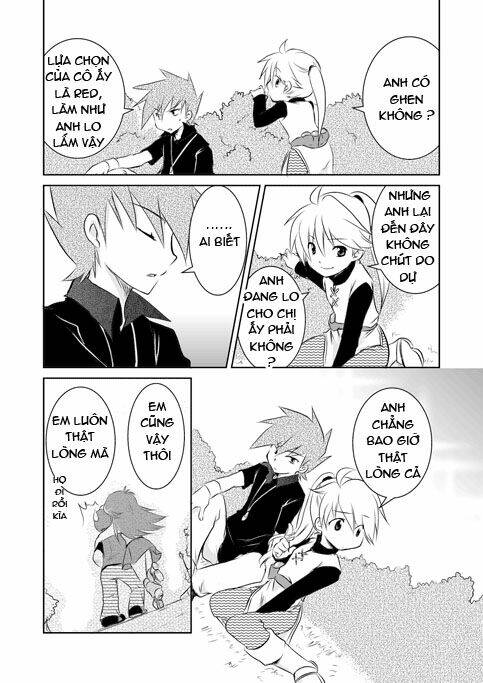 ANH CÓ
GHEN
KHÔNG ?
LỰA CHỌN
CỦA CÔ ẤY
LÀ RED,
LÀM NHƯ
ANH LO
LẮM VẬY
NHƯNG
ANH LẠI
ĐẾN ĐÂY
KHÔNG
CHÚT DO
DỰ
ANH
ĐANG LO
CHO CHỊ
ẤY PHẢI
KHÔNG
?
......
AI BIẾT
ANH
CHẲNG
BAO GIỜ
THẬT
LÒNG CẢ
EM
CŨNG
VẬY
THÔI
EM LUÔN
THẬT
LÒNG MÀ
HỌ
ĐI
RỒI
KÌA